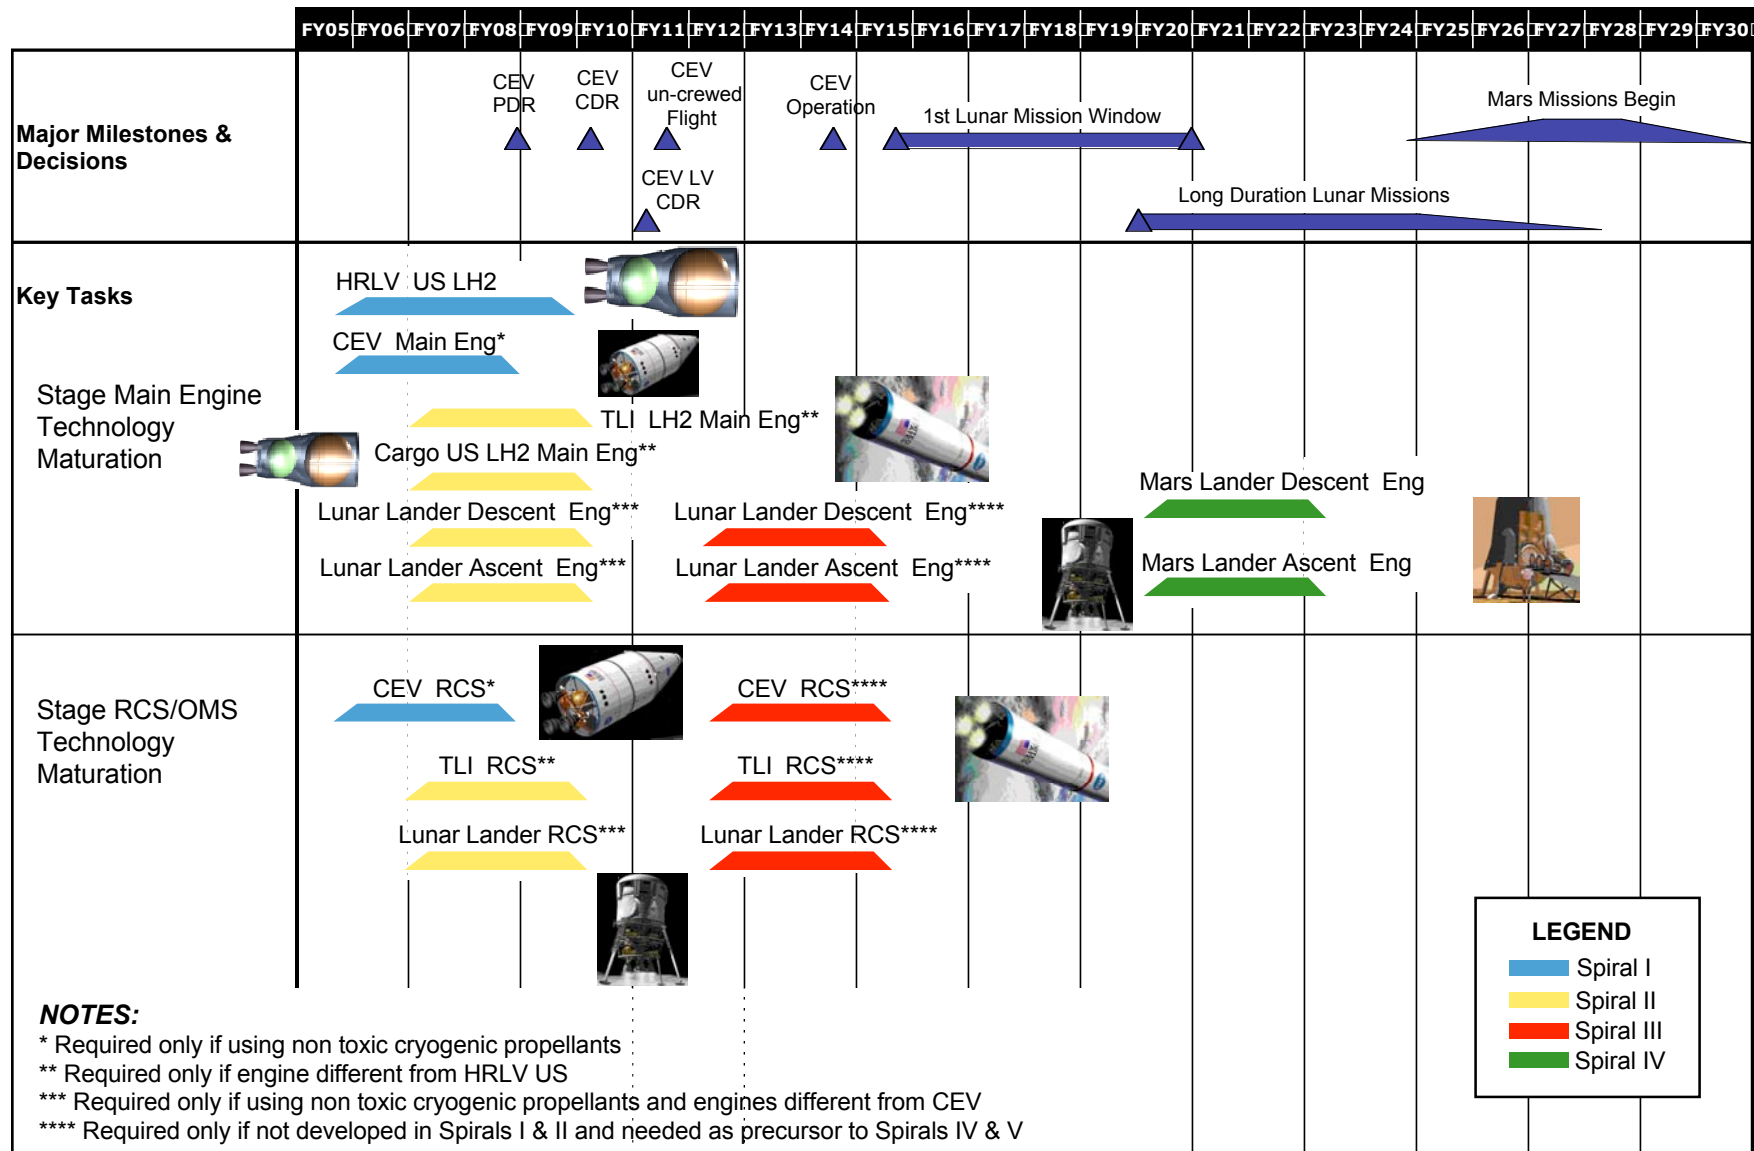 FY05 FY06 FY07 FY08 FY09 FY10 FY11 FY12 FY13 FY14 FY15 FY16 FY17 FY18 FY19 FY20 FY21 FY22 FY23 FY24 FY25 FY26 FY27 FY28 FY29 FY30
Major Milestones &
Decisions
CEV
PDR
CEV
CDR
CEV
un-crewed
Flight
CEV
Operation
1st Lunar Mission Window
Mars Missions Begin
CEV LV
CDR
Long Duration Lunar Missions
Key Tasks
HRLV US LH2
CEV Main Eng*
Stage Main Engine
Technology
Maturation
TLI LH2 Main Eng**
Cargo US LH2 Main Eng**
Lunar Lander Descent Eng***
Lunar Lander Descent Eng****
Mars Lander Descent Eng
Lunar Lander Ascent Eng***
Lunar Lander Ascent Eng****
Mars Lander Ascent Eng
Stage RCS/OMS
Technology
Maturation
CEV RCS*
CEV RCS****
TLI RCS**
TLI RCS****
Lunar Lander RCS***
Lunar Lander RCS****
LEGEND
Spiral I
Spiral II
Spiral III
Spiral IV
NOTES:
* Required only if using non toxic cryogenic propellants
** Required only if engine different from HRLV US
*** Required only if using non toxic cryogenic propellants and engines different from CEV
**** Required only if not developed in Spirals I & II and needed as precursor to Spirals IV & V